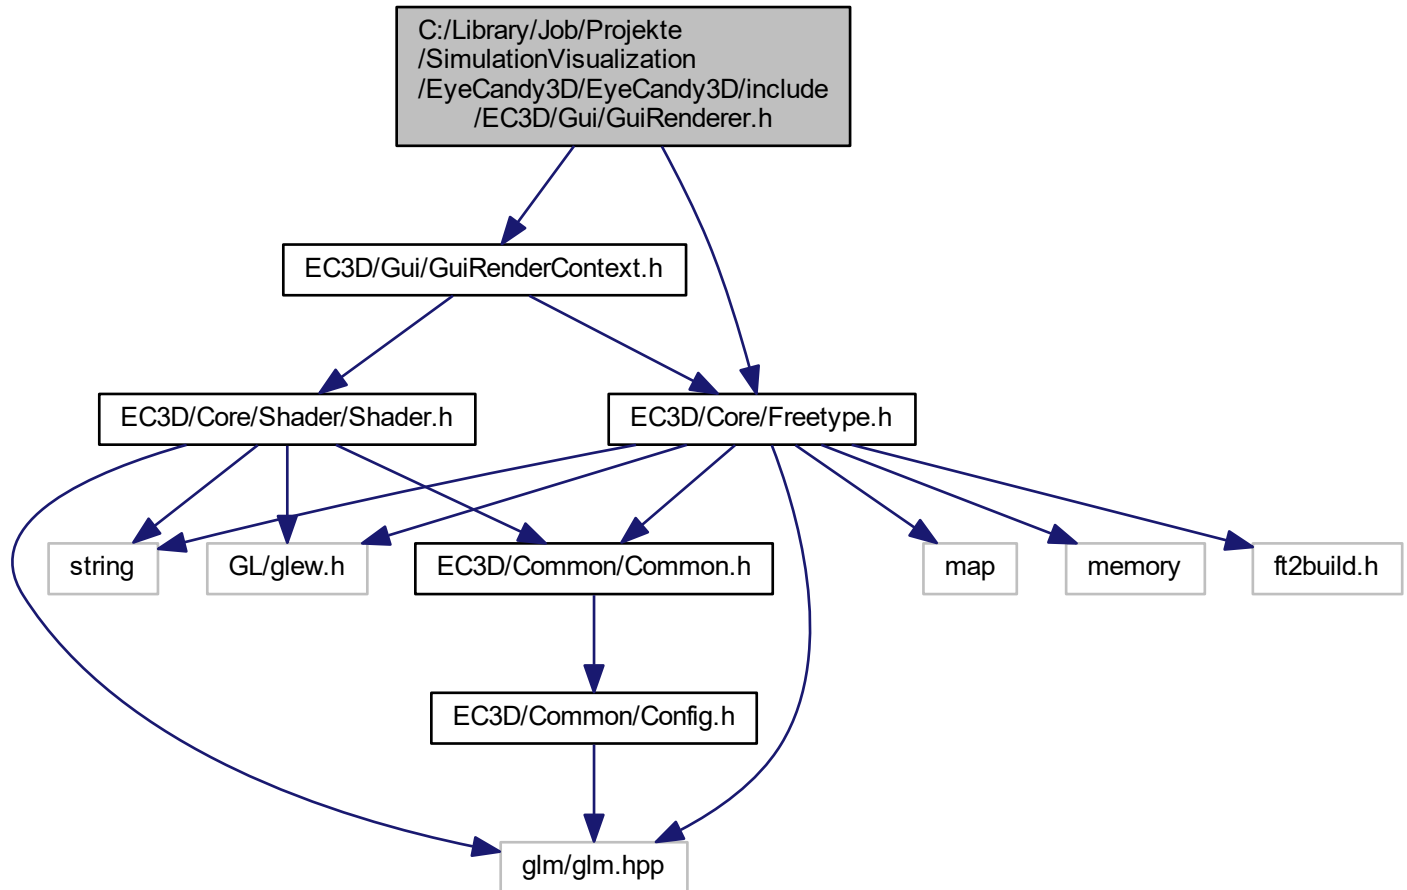 C:/Library/Job/Projekte
/SimulationVisualization
/EyeCandy3D/EyeCandy3D/include
/EC3D/Gui/GuiRenderer.h
EC3D/Gui/GuiRenderContext.h
EC3D/Core/Shader/Shader.h
EC3D/Core/Freetype.h
string
GL/glew.h
EC3D/Common/Common.h
map
memory
ft2build.h
EC3D/Common/Config.h
glm/glm.hpp